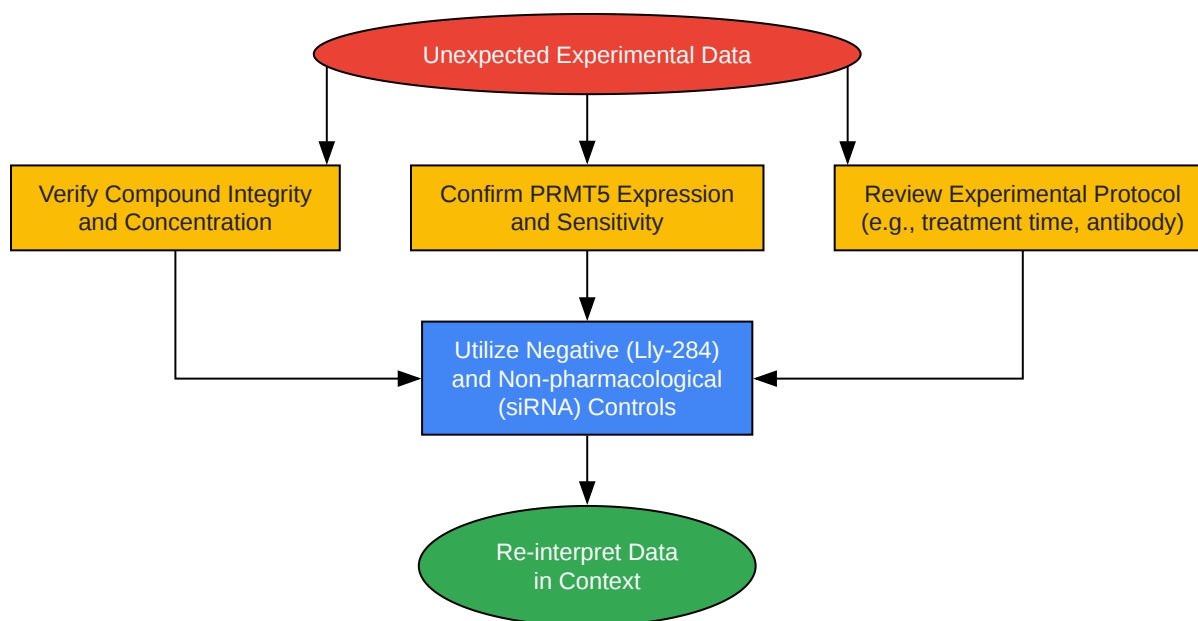 Unexpected Experimental Data
Verify Compound Integrity
and Concentration
Confirm PRMT5 Expression
and Sensitivity
Review Experimental Protocol
(e.g., treatment time, antibody)
Utilize Negative (Lly-284)
and Non-pharmacological
(siRNA) Controls
Re-interpret Data
in Context